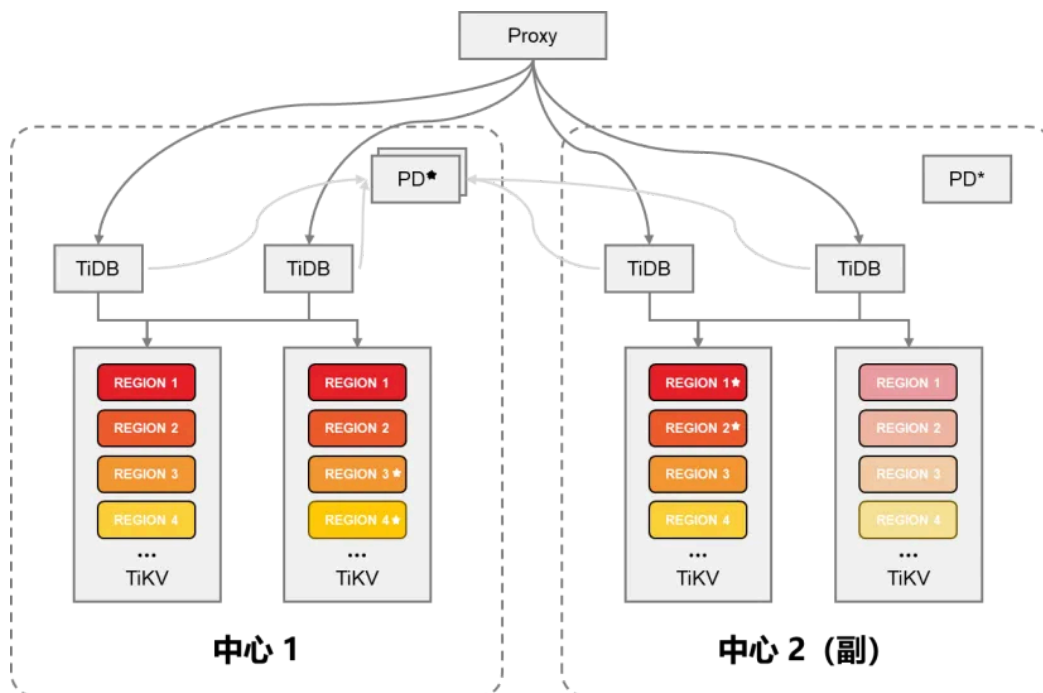 Proxy
PD★
PD*
TiDB
TiDB
TiDB
TiDB
REGION 1
REGION 2
REGION 3
REGION 4
...
TiKV
REGION 1
REGION 2
REGION 3★
REGION 4★
...
TiKV
REGION 1★
REGION 2★
REGION 3
REGION 4
...
TiKV
REGION 1
REGION 2
REGION 3
REGION 4
...
TiKV
中心 1
中心 2（副）